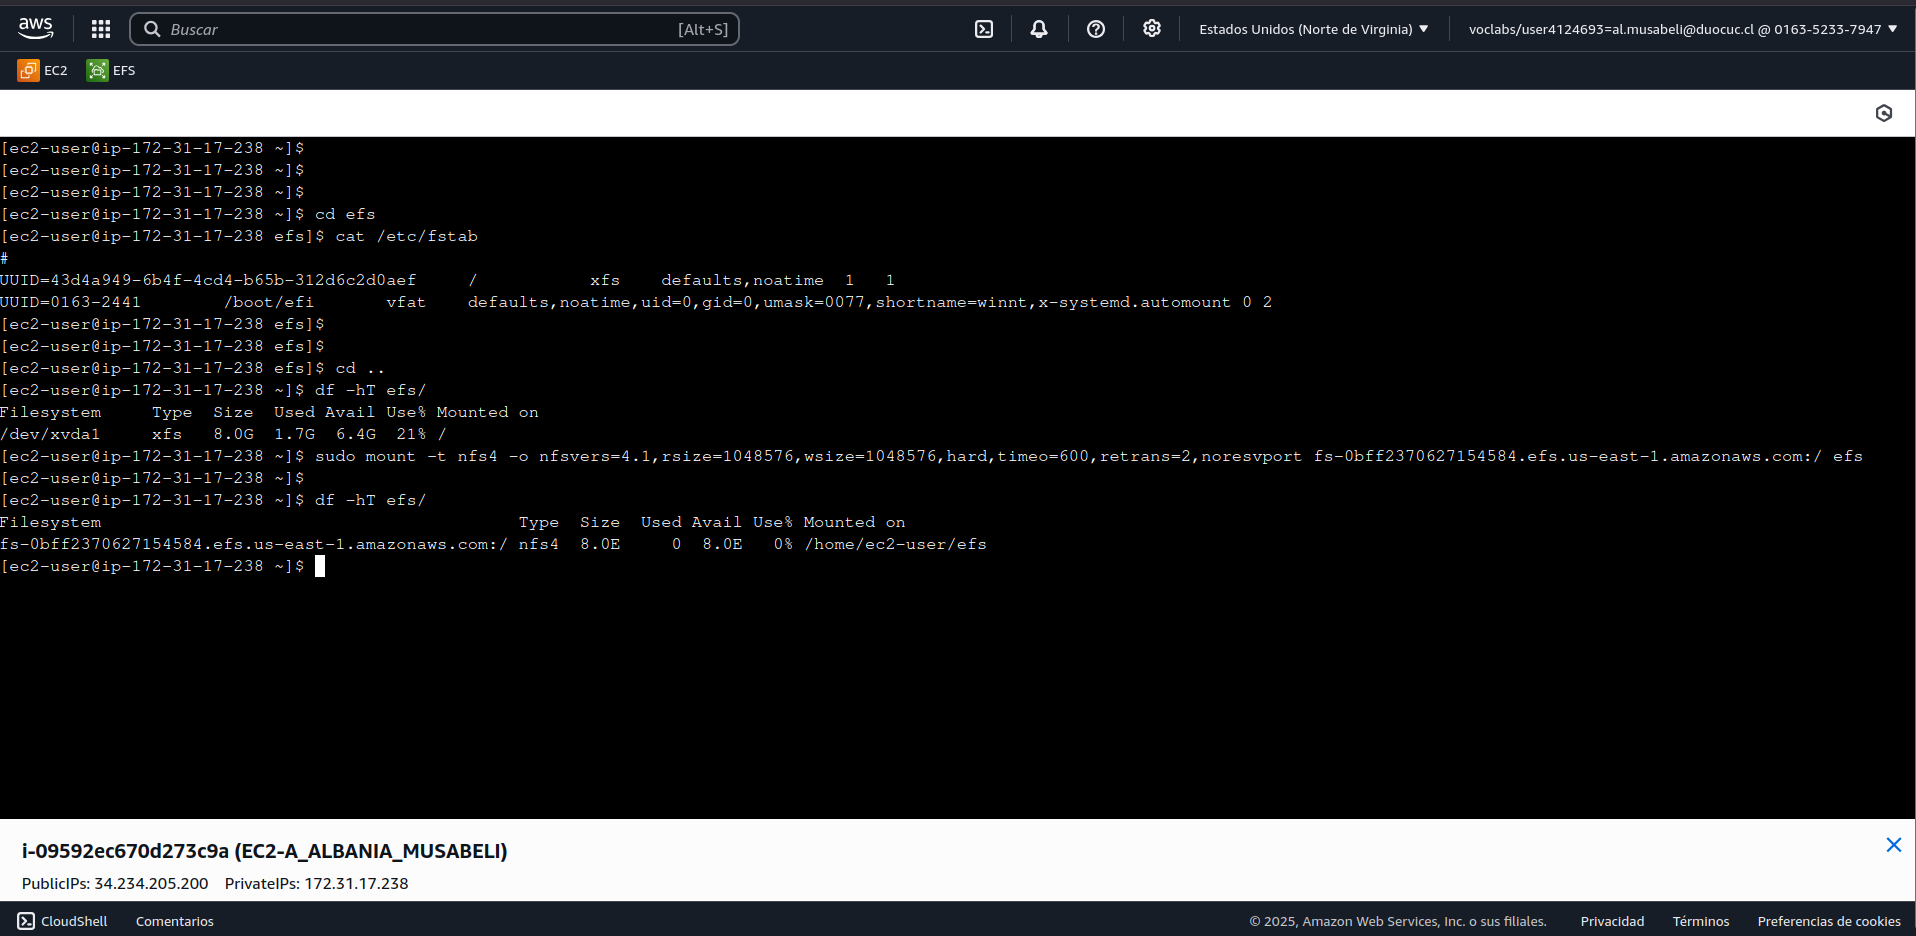 aws
Buscar [Alt+S]
Estados Unidos (Norte de Virginia) ▼
voclabs/user4124693=al.musabeli@duocuc.cl @ 0163-5233-7947 ▼
EC2 EFS
[ec2-user@ip-172-31-17-238 ~]$
[ec2-user@ip-172-31-17-238 ~]$
[ec2-user@ip-172-31-17-238 ~]$
[ec2-user@ip-172-31-17-238 ~]$ cd efs
[ec2-user@ip-172-31-17-238 efs]$ cat /etc/fstab
#
UUID=43d4a949-6b4f-4cd4-b65b-312d6c2d0aef / xfs defaults,noatime 1 1
UUID=0163-2441 /boot/efi vfat defaults,noatime,uid=0,gid=0,umask=0077,shortname=winnt,x-systemd.automount 0 2
[ec2-user@ip-172-31-17-238 efs]$
[ec2-user@ip-172-31-17-238 efs]$
[ec2-user@ip-172-31-17-238 efs]$ cd ..
[ec2-user@ip-172-31-17-238 ~]$ df -hT efs/
Filesystem Type Size Used Avail Use% Mounted on
/dev/xvda1 xfs 8.0G 1.7G 6.4G 21% /
[ec2-user@ip-172-31-17-238 ~]$ sudo mount -t nfs4 -o nfsvers=4.1,rsize=1048576,wsize=1048576,hard,timeo=600,retrans=2,noresvport fs-0bff2370627154584.efs.us-east-1.amazonaws.com:/ efs
[ec2-user@ip-172-31-17-238 ~]$
[ec2-user@ip-172-31-17-238 ~]$ df -hT efs/
Filesystem Type Size Used Avail Use% Mounted on
fs-0bff2370627154584.efs.us-east-1.amazonaws.com:/ nfs4 8.0E 0 8.0E 0% /home/ec2-user/efs
[ec2-user@ip-172-31-17-238 ~]$
i-09592ec670d273c9a (EC2-A_ALBANIA_MUSABELI)
PublicIPs: 34.234.205.200 PrivateIPs: 172.31.17.238
CloudShell Comentarios © 2025, Amazon Web Services, Inc. o sus filiales. Privacidad Términos Preferencias de cookies